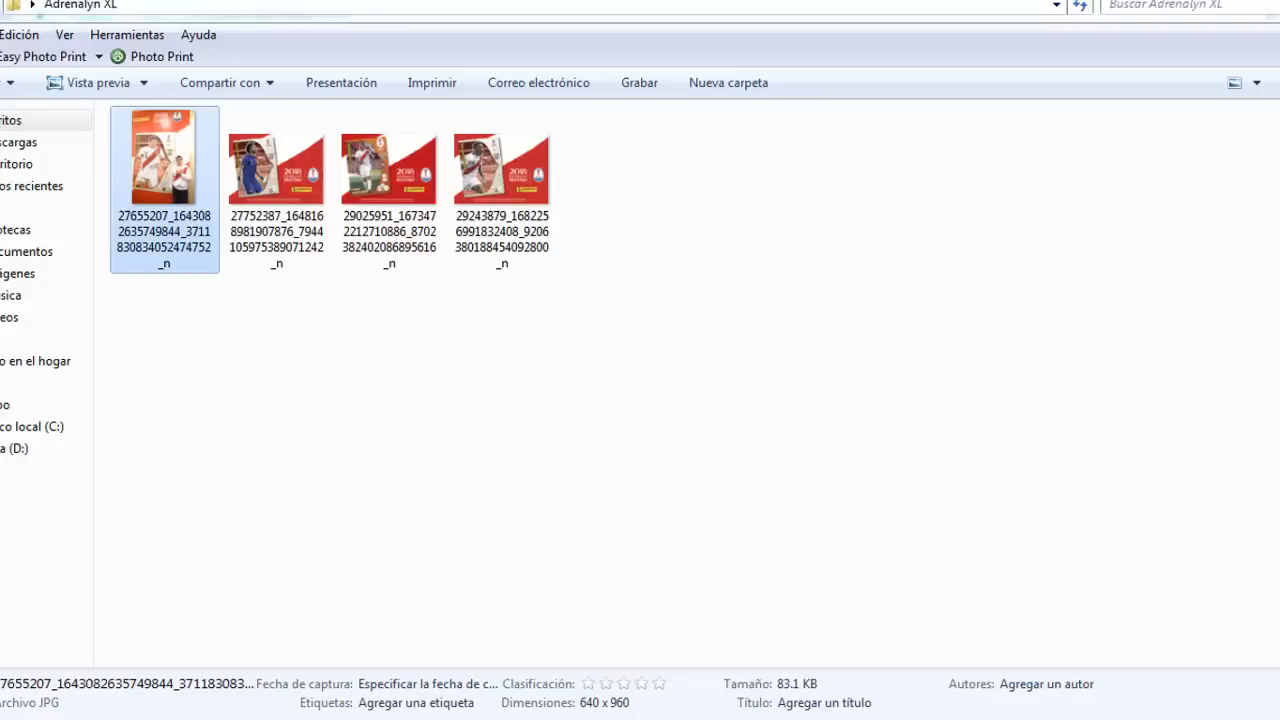 Adrenalyn XL
Buscar Adrenalyn XL
Edición Ver Herramientas Ayuda
Easy Photo Print Photo Print
Vista previa Compartir con Presentación Imprimir Correo electrónico Grabar Nueva carpeta
ritos
scargas
ritorio
os recientes
otecas
cumentos
ágenes
sica
eos
o en el hogar
po
co local (C:)
a (D:)
27655207_164308
2635749844_3711
830834052474752
_n
27752387_164816
8981907876_7944
105975389071242
_n
29025951_167347
2212710886_8702
382402086895616
_n
29243879_168225
6991832408_9206
380188454092800
_n
7655207_1643082635749844_371183083... Fecha de captura: Especificar la fecha de c... Clasificación: Tamaño: 83.1 KB Autores: Agregar un autor
Archivo JPG Etiquetas: Agregar una etiqueta Dimensiones: 640 x 960 Título: Agregar un título